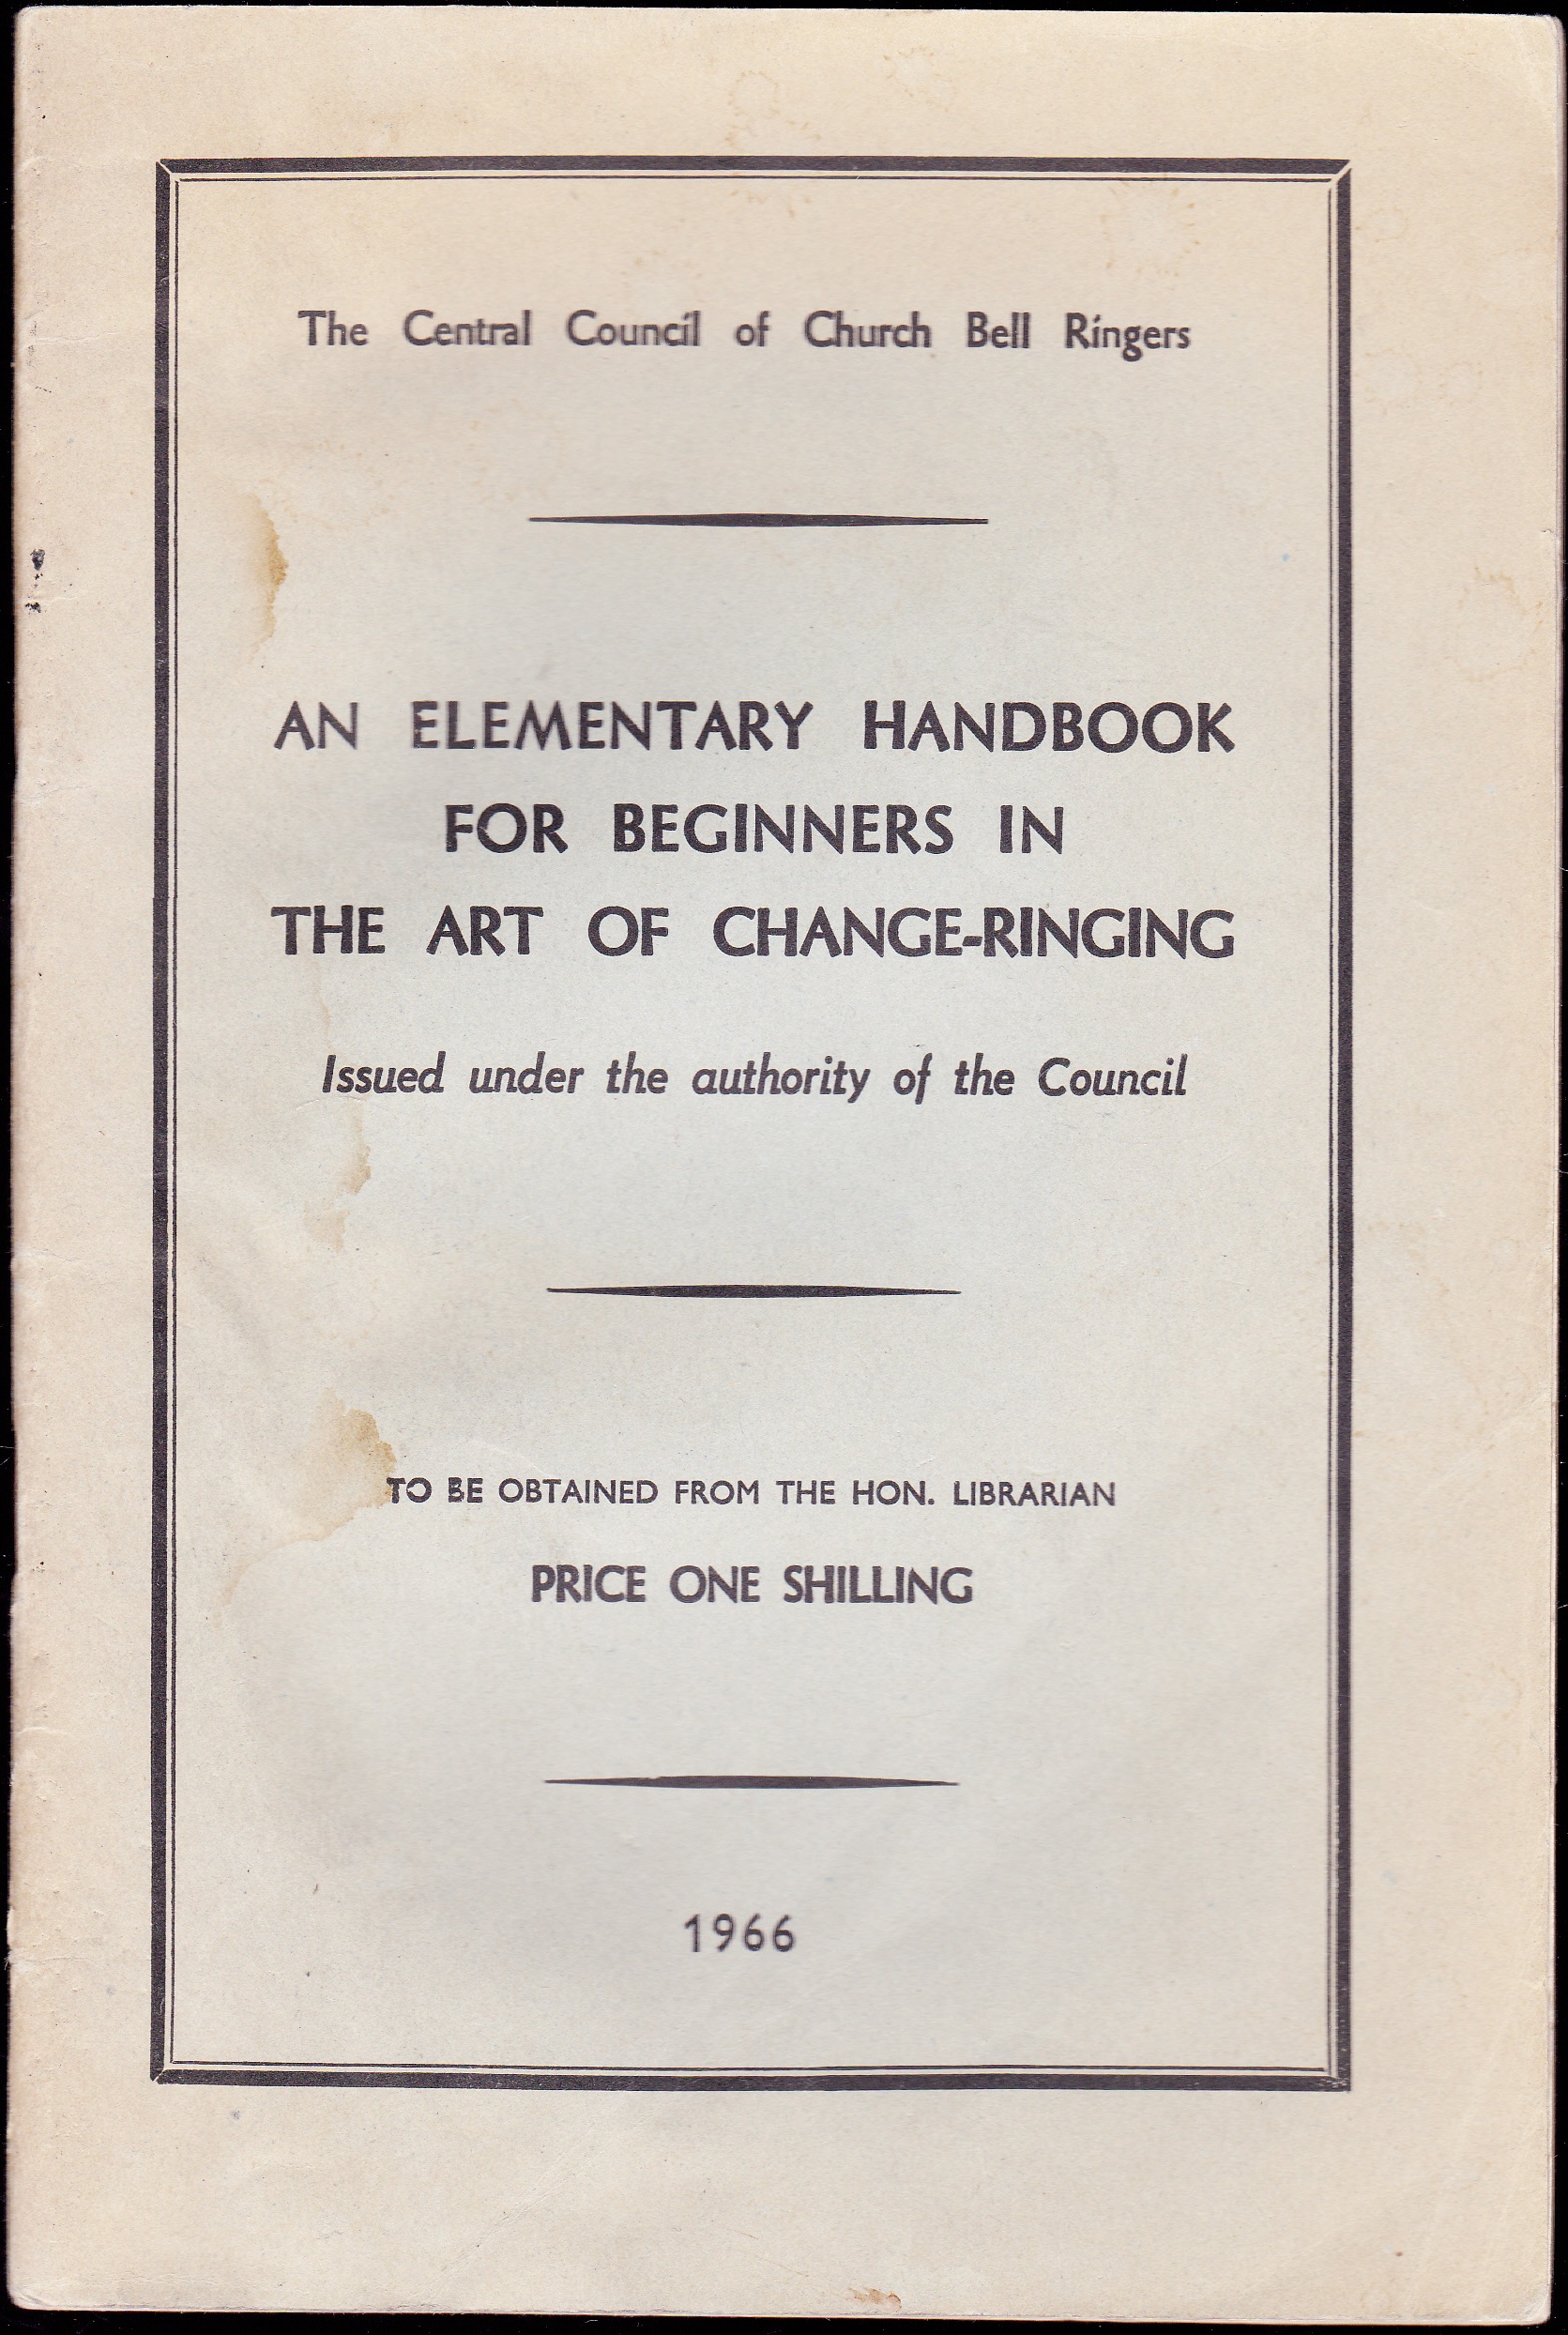 The Central Council of Church Bell Ringers
AN ELEMENTARY HANDBOOK
FOR BEGINNERS IN
THE ART OF CHANGE-RINGING
Issued under the authority of the Council
TO BE OBTAINED FROM THE HON. LIBRARIAN
PRICE ONE SHILLING
1966